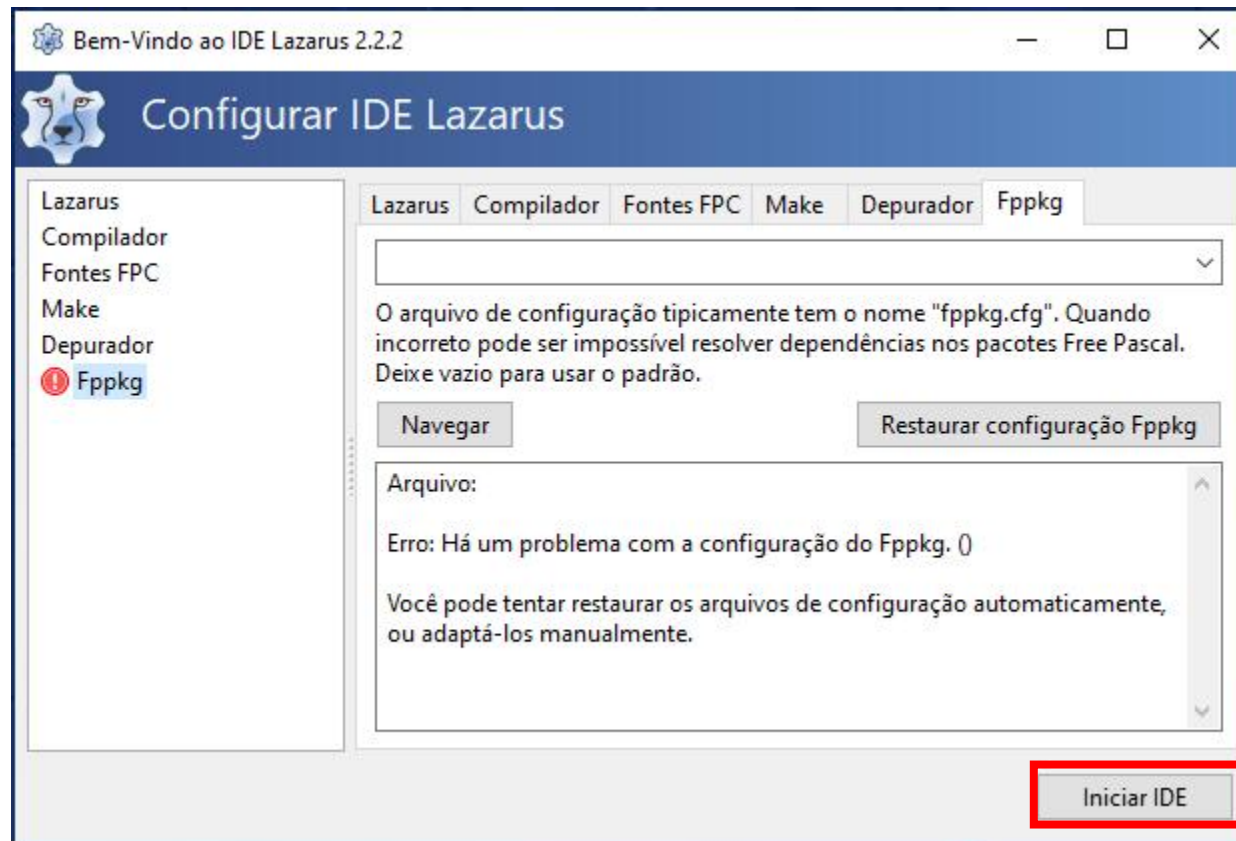 Bem-Vindo ao IDE Lazarus 2.2.2
Configurar IDE Lazarus
Lazarus
Compilador
Fontes FPC
Make
Depurador
Fppkg
Lazarus Compilador Fontes FPC Make Depurador Fppkg
O arquivo de configuração tipicamente tem o nome "fppkg.cfg". Quando
incorreto pode ser impossível resolver dependências nos pacotes Free Pascal.
Deixe vazio para usar o padrão.
Navegar Restaurar configuração Fppkg
Arquivo:
Erro: Há um problema com a configuração do Fppkg. ()
Você pode tentar restaurar os arquivos de configuração automaticamente,
ou adaptá-los manualmente.
Iniciar IDE